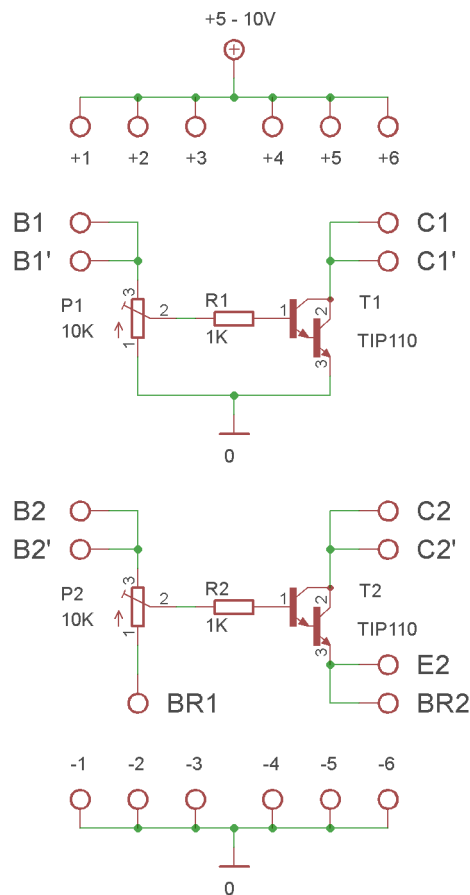 +5 - 10V
+1 +2 +3 +4 +5 +6
B1 C1
B1' C1'
P1 3 2 R1 1 2 T1
10K 1 1K 3 TIP110
0
B2 C2
B2' C2'
P2 3 2 R2 1 2 T2
10K 1 1K 3 TIP110
E2
BR1 BR2
-1 -2 -3 -4 -5 -6
0